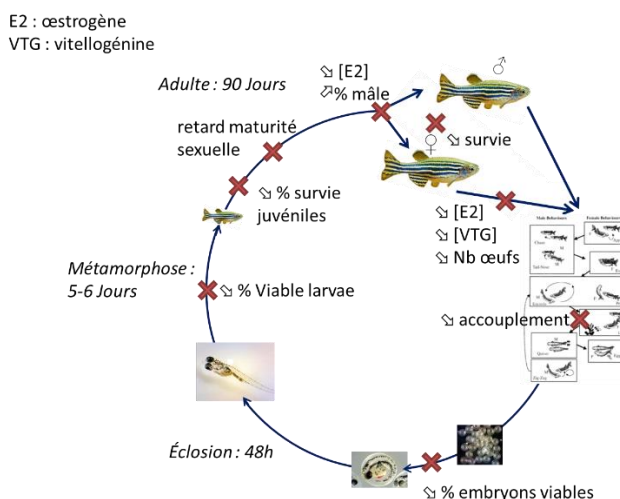 E2 : œstrogène
VTG : vitellogénine
Adulte : 90 Jours
↘ [E2]
↗% mâle
♂
retard maturité
sexuelle
♀
↘ survie
↘ % survie
juvéniles
↘ [E2]
↘ [VTG]
↘ Nb œufs
Métamorphose :
5-6 Jours
↘ % Viable larvae
↘ accouplement
Éclosion : 48h
↘ % embryons viables